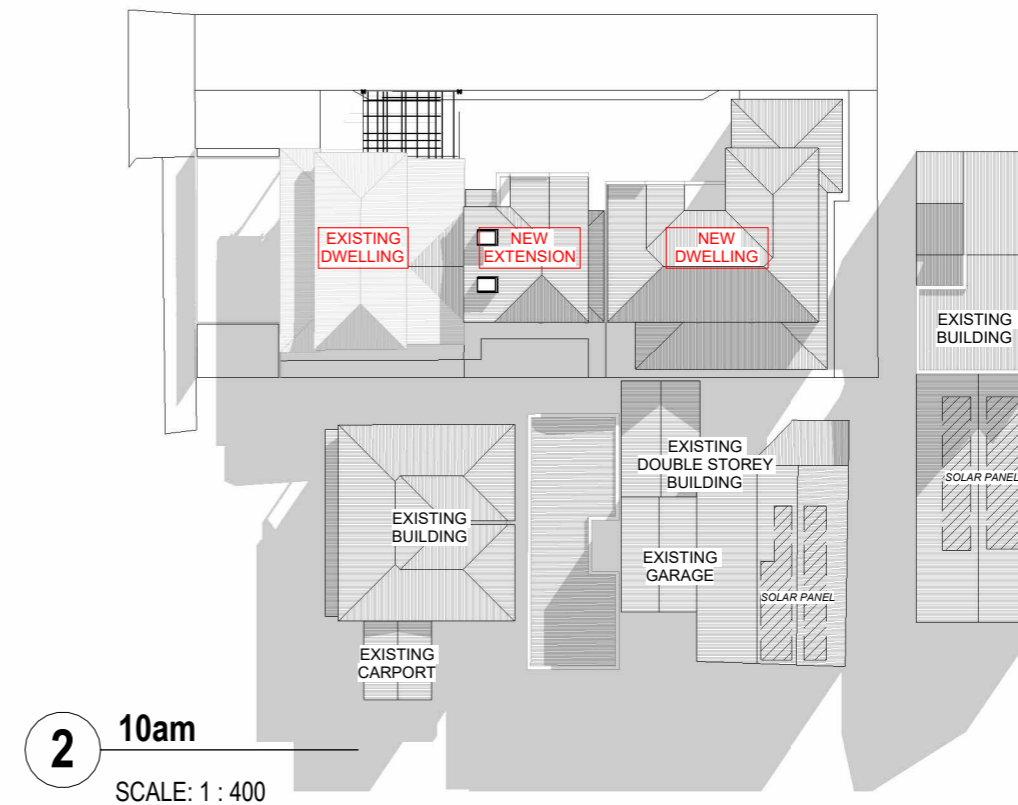 EXISTING
DWELLING
NEW
EXTENSION
NEW
DWELLING
EXISTING
BUILDING
EXISTING
DOUBLE STOREY
BUILDING
SOLAR PANEL
EXISTING
BUILDING
EXISTING
GARAGE
SOLAR PANEL
EXISTING
CARPORT
2
10am
SCALE: 1 : 400